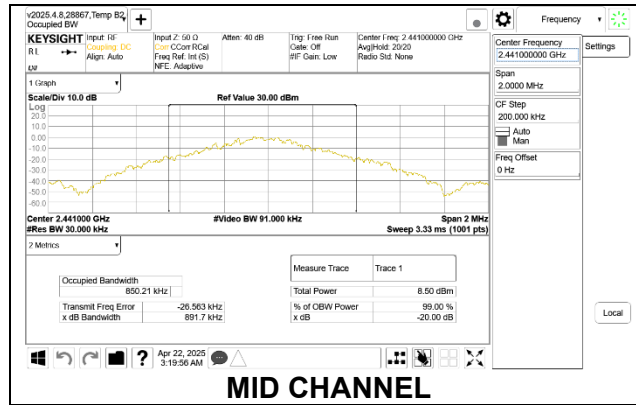 v2025.4.8,28867,Temp B2,
Occupied BW
Frequency
KEYSIGHT
Input: RF
Coupling: DC
Align: Auto
Input Z: 50 Ω
Corr CCorr RCal
Freq Ref: Int (S)
NFE: Adaptive
Atten: 40 dB
Trig: Free Run
Gate: Off
#IF Gain: Low
Center Freq: 2.441000000 GHz
Avg|Hold: 20/20
Radio Std: None
Center Frequency
2.441000000 GHz
Settings
Span
2.0000 MHz
CF Step
200.000 kHz
Auto
Man
Freq Offset
0 Hz
1 Graph
Scale/Div 10.0 dB
Ref Value 30.00 dBm
Log
20.0
10.0
0.00
-10.0
-20.0
-30.0
-40.0
-50.0
-60.0
Center 2.441000 GHz
#Video BW 91.000 kHz
Span 2 MHz
#Res BW 30.000 kHz
Sweep 3.33 ms (1001 pts)
2 Metrics
Measure Trace Trace 1
Occupied Bandwidth
850.21 kHz
Total Power 8.50 dBm
Transmit Freq Error -26.563 kHz
% of OBW Power 99.00 %
x dB Bandwidth 891.7 kHz
x dB -20.00 dB
Local
?
Apr 22, 2025
3:19:56 AM
MID CHANNEL